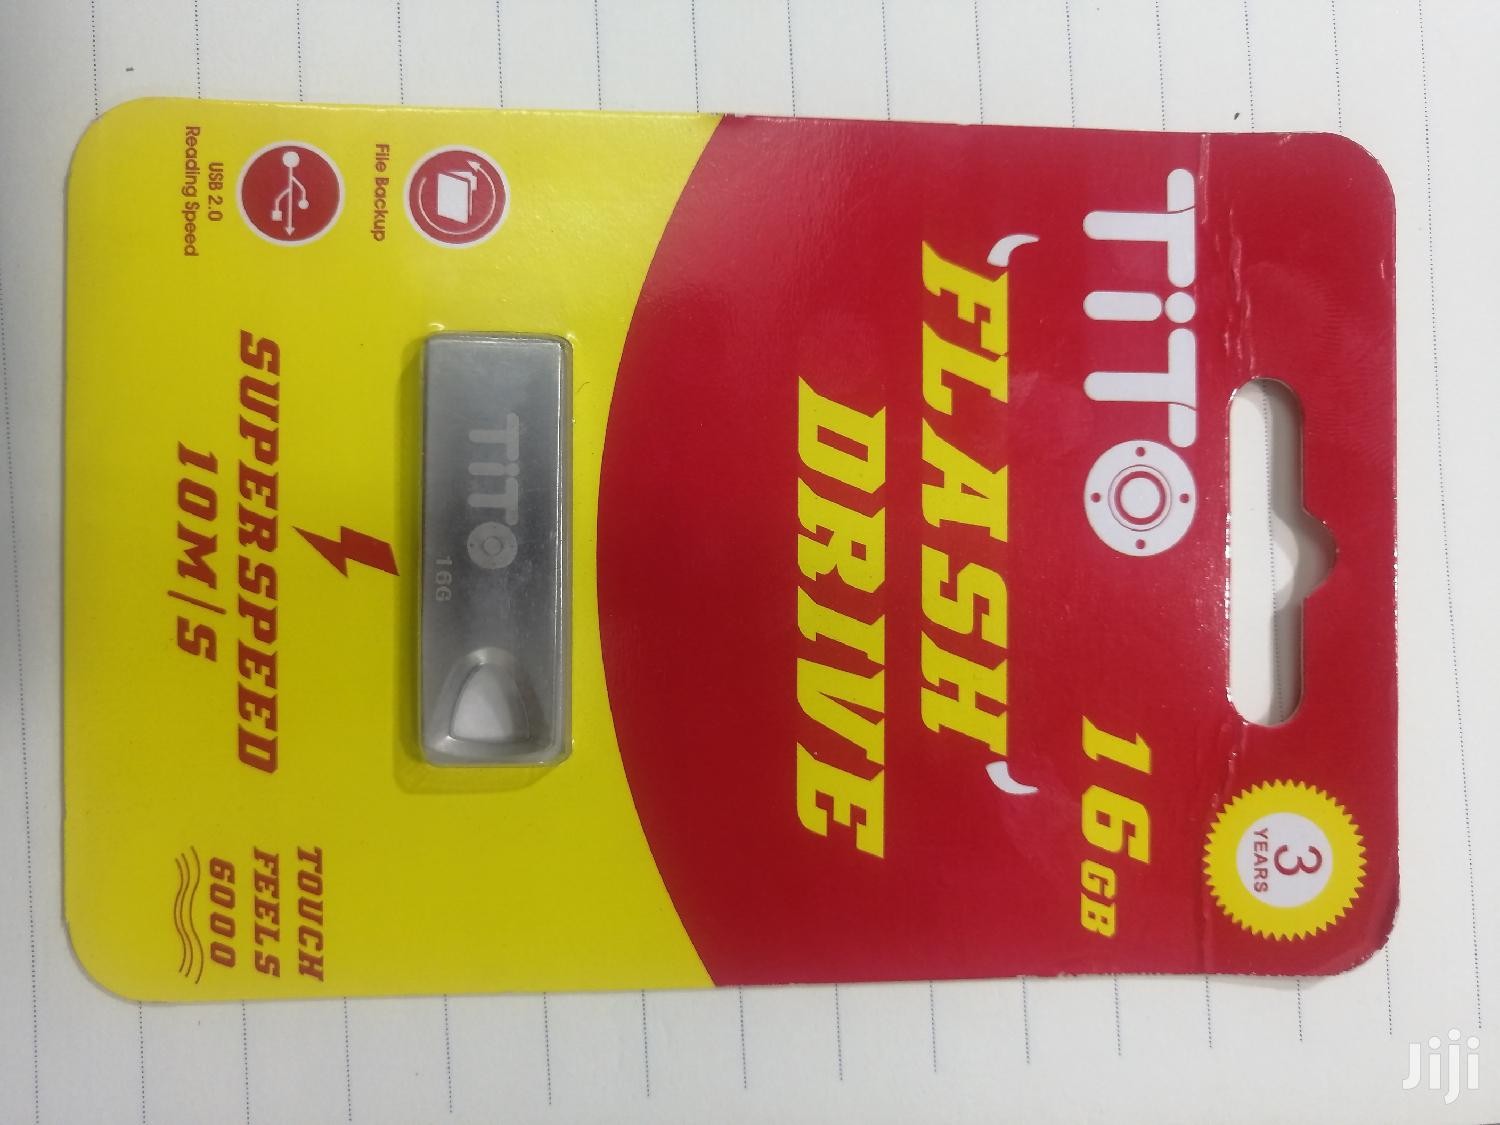 3
YEARS
TiTO
16GB
'FLASH'
DRIVE
TiTO
16G
File Backup
USB 2.0
Reading Speed
SUPERSPEED
10M/S
TOUCH
FEELS
6000
Jiji